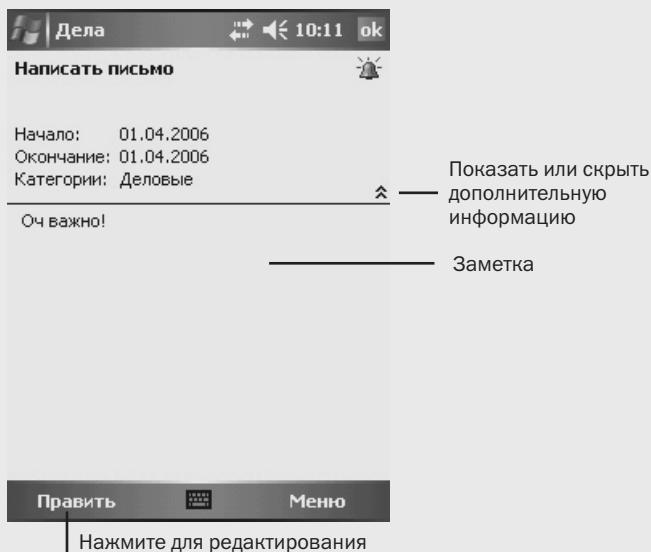 Дела 10:11 ok
Написать письмо
Начало: 01.04.2006
Окончание: 01.04.2006
Категории: Деловые
Показать или скрыть
дополнительную
информацию
Оч важно!
Заметка
Править Меню
Нажмите для редактирования